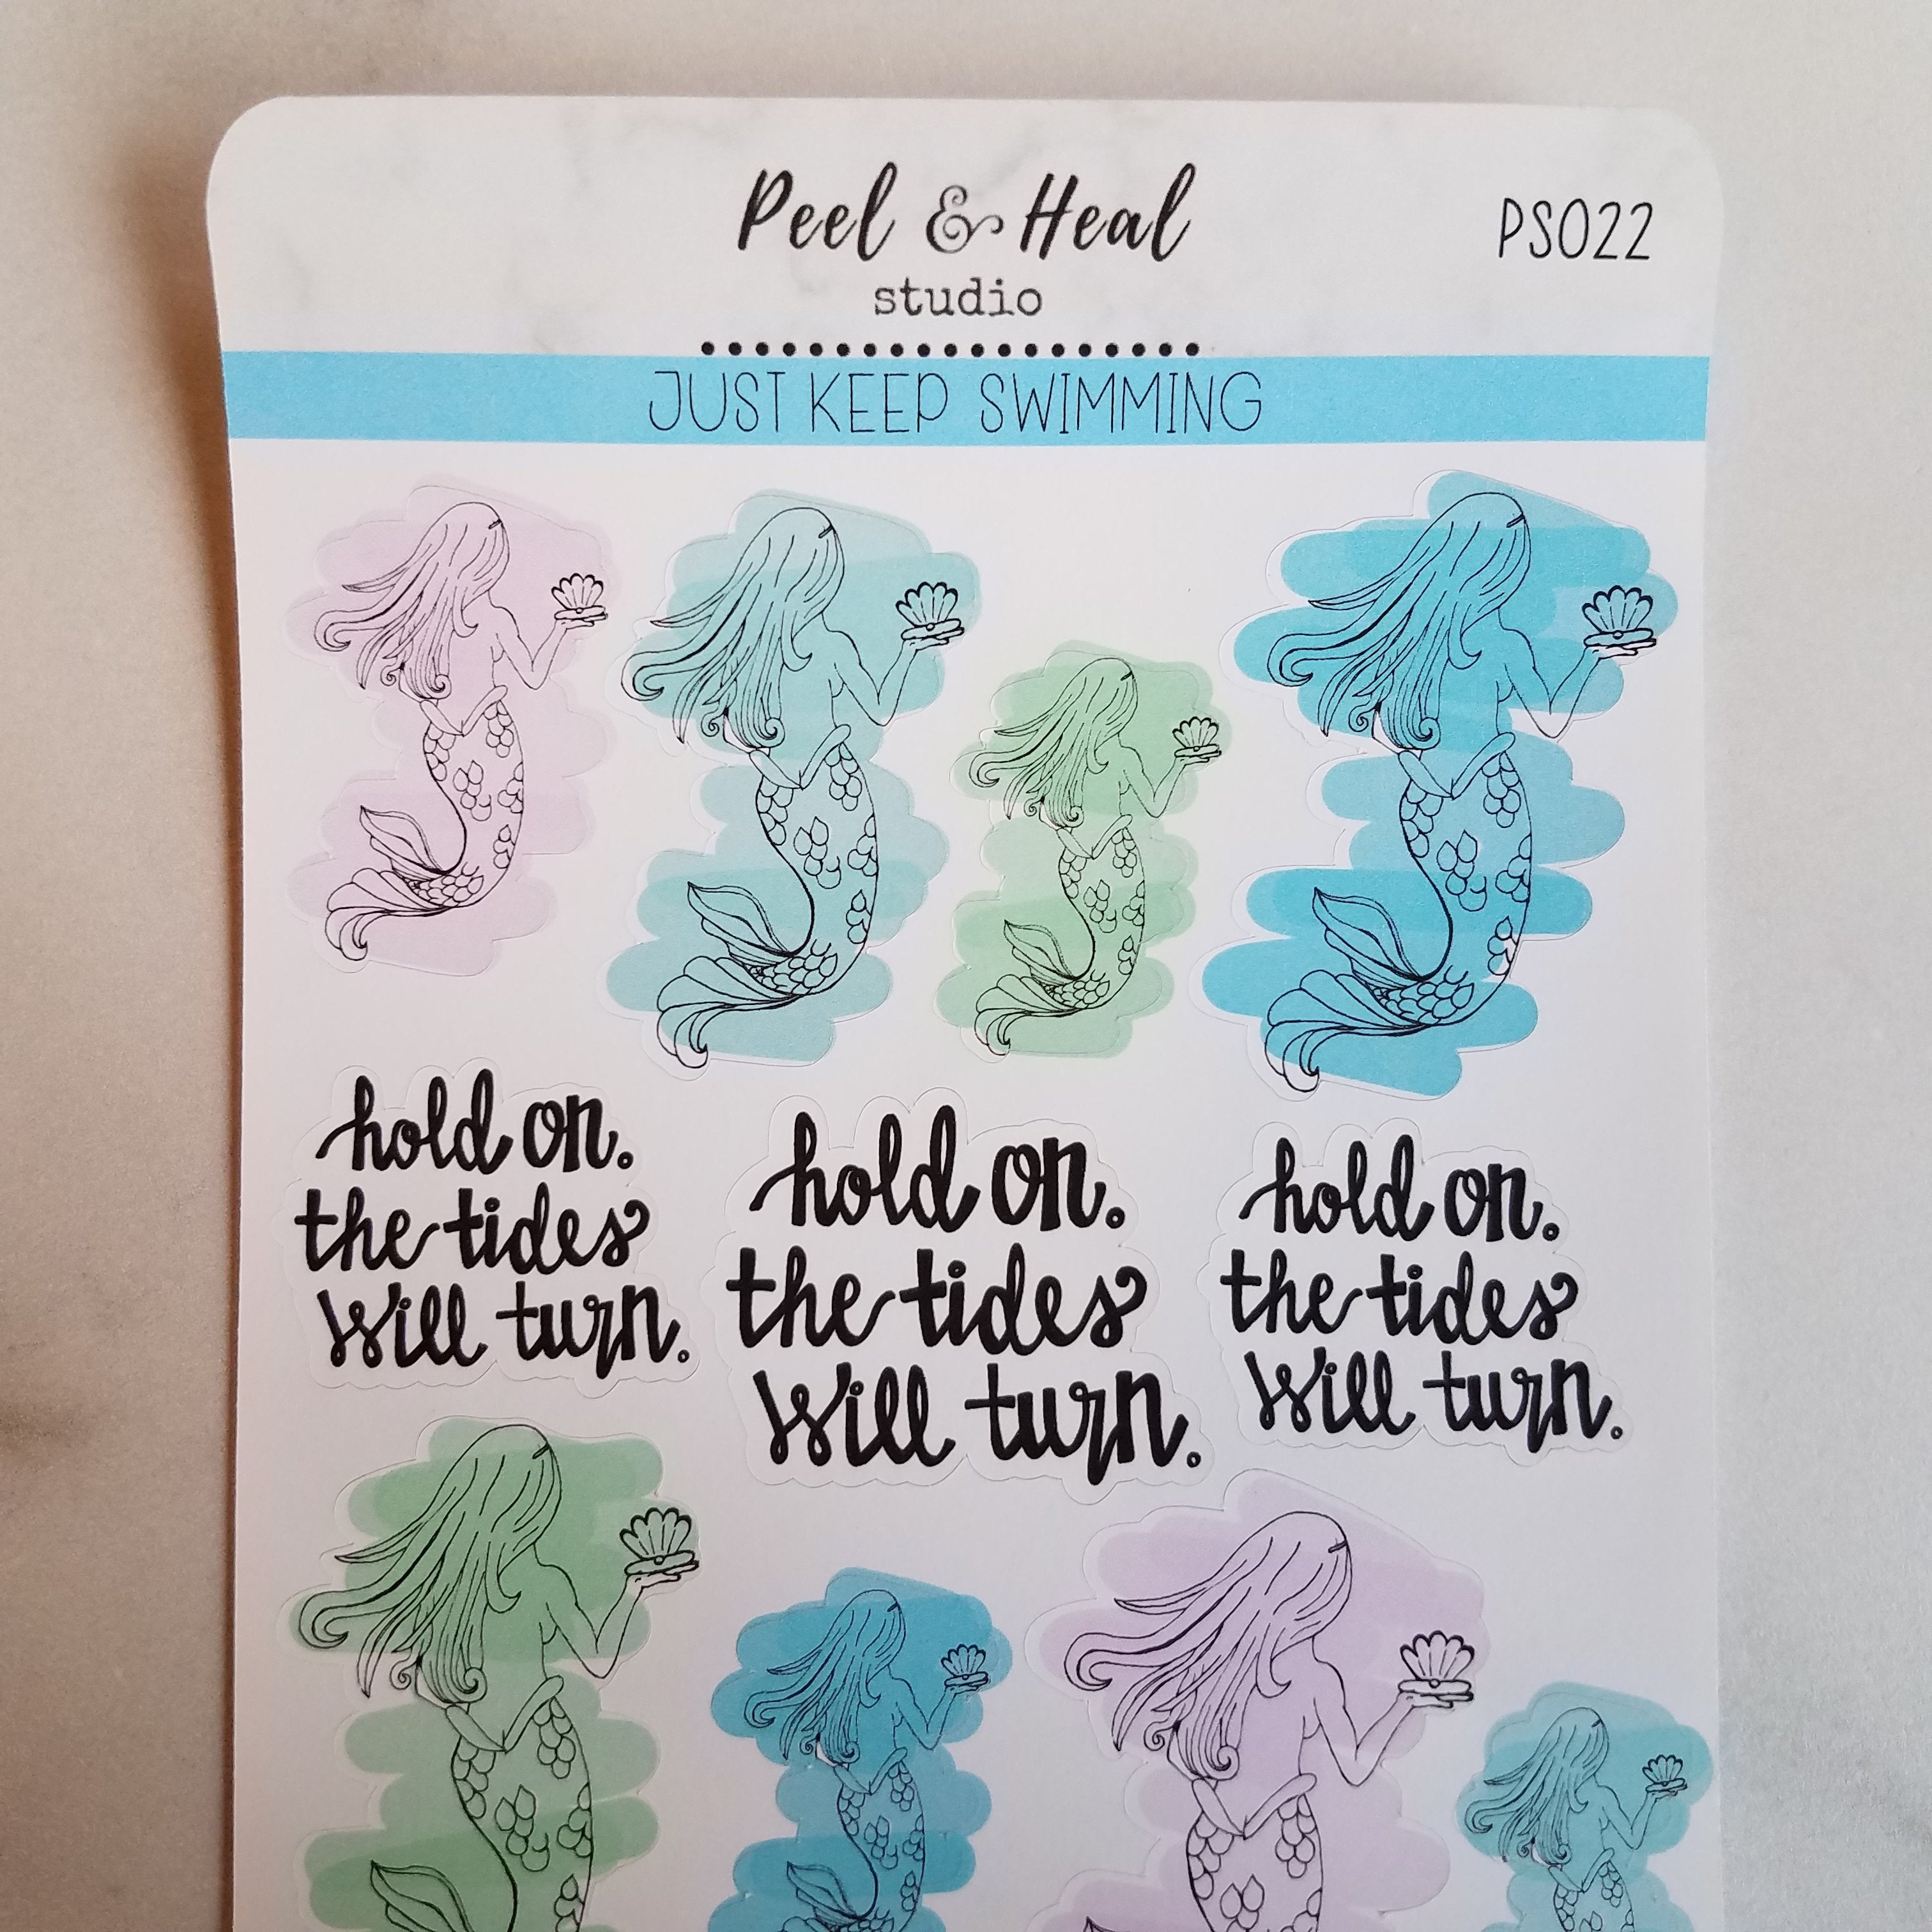 Peel & Heal
studio
PS022
JUST KEEP SWIMMING
hold on.
the tides
will turn.
hold on.
the tides
will turn.
hold on.
the tides
will turn.